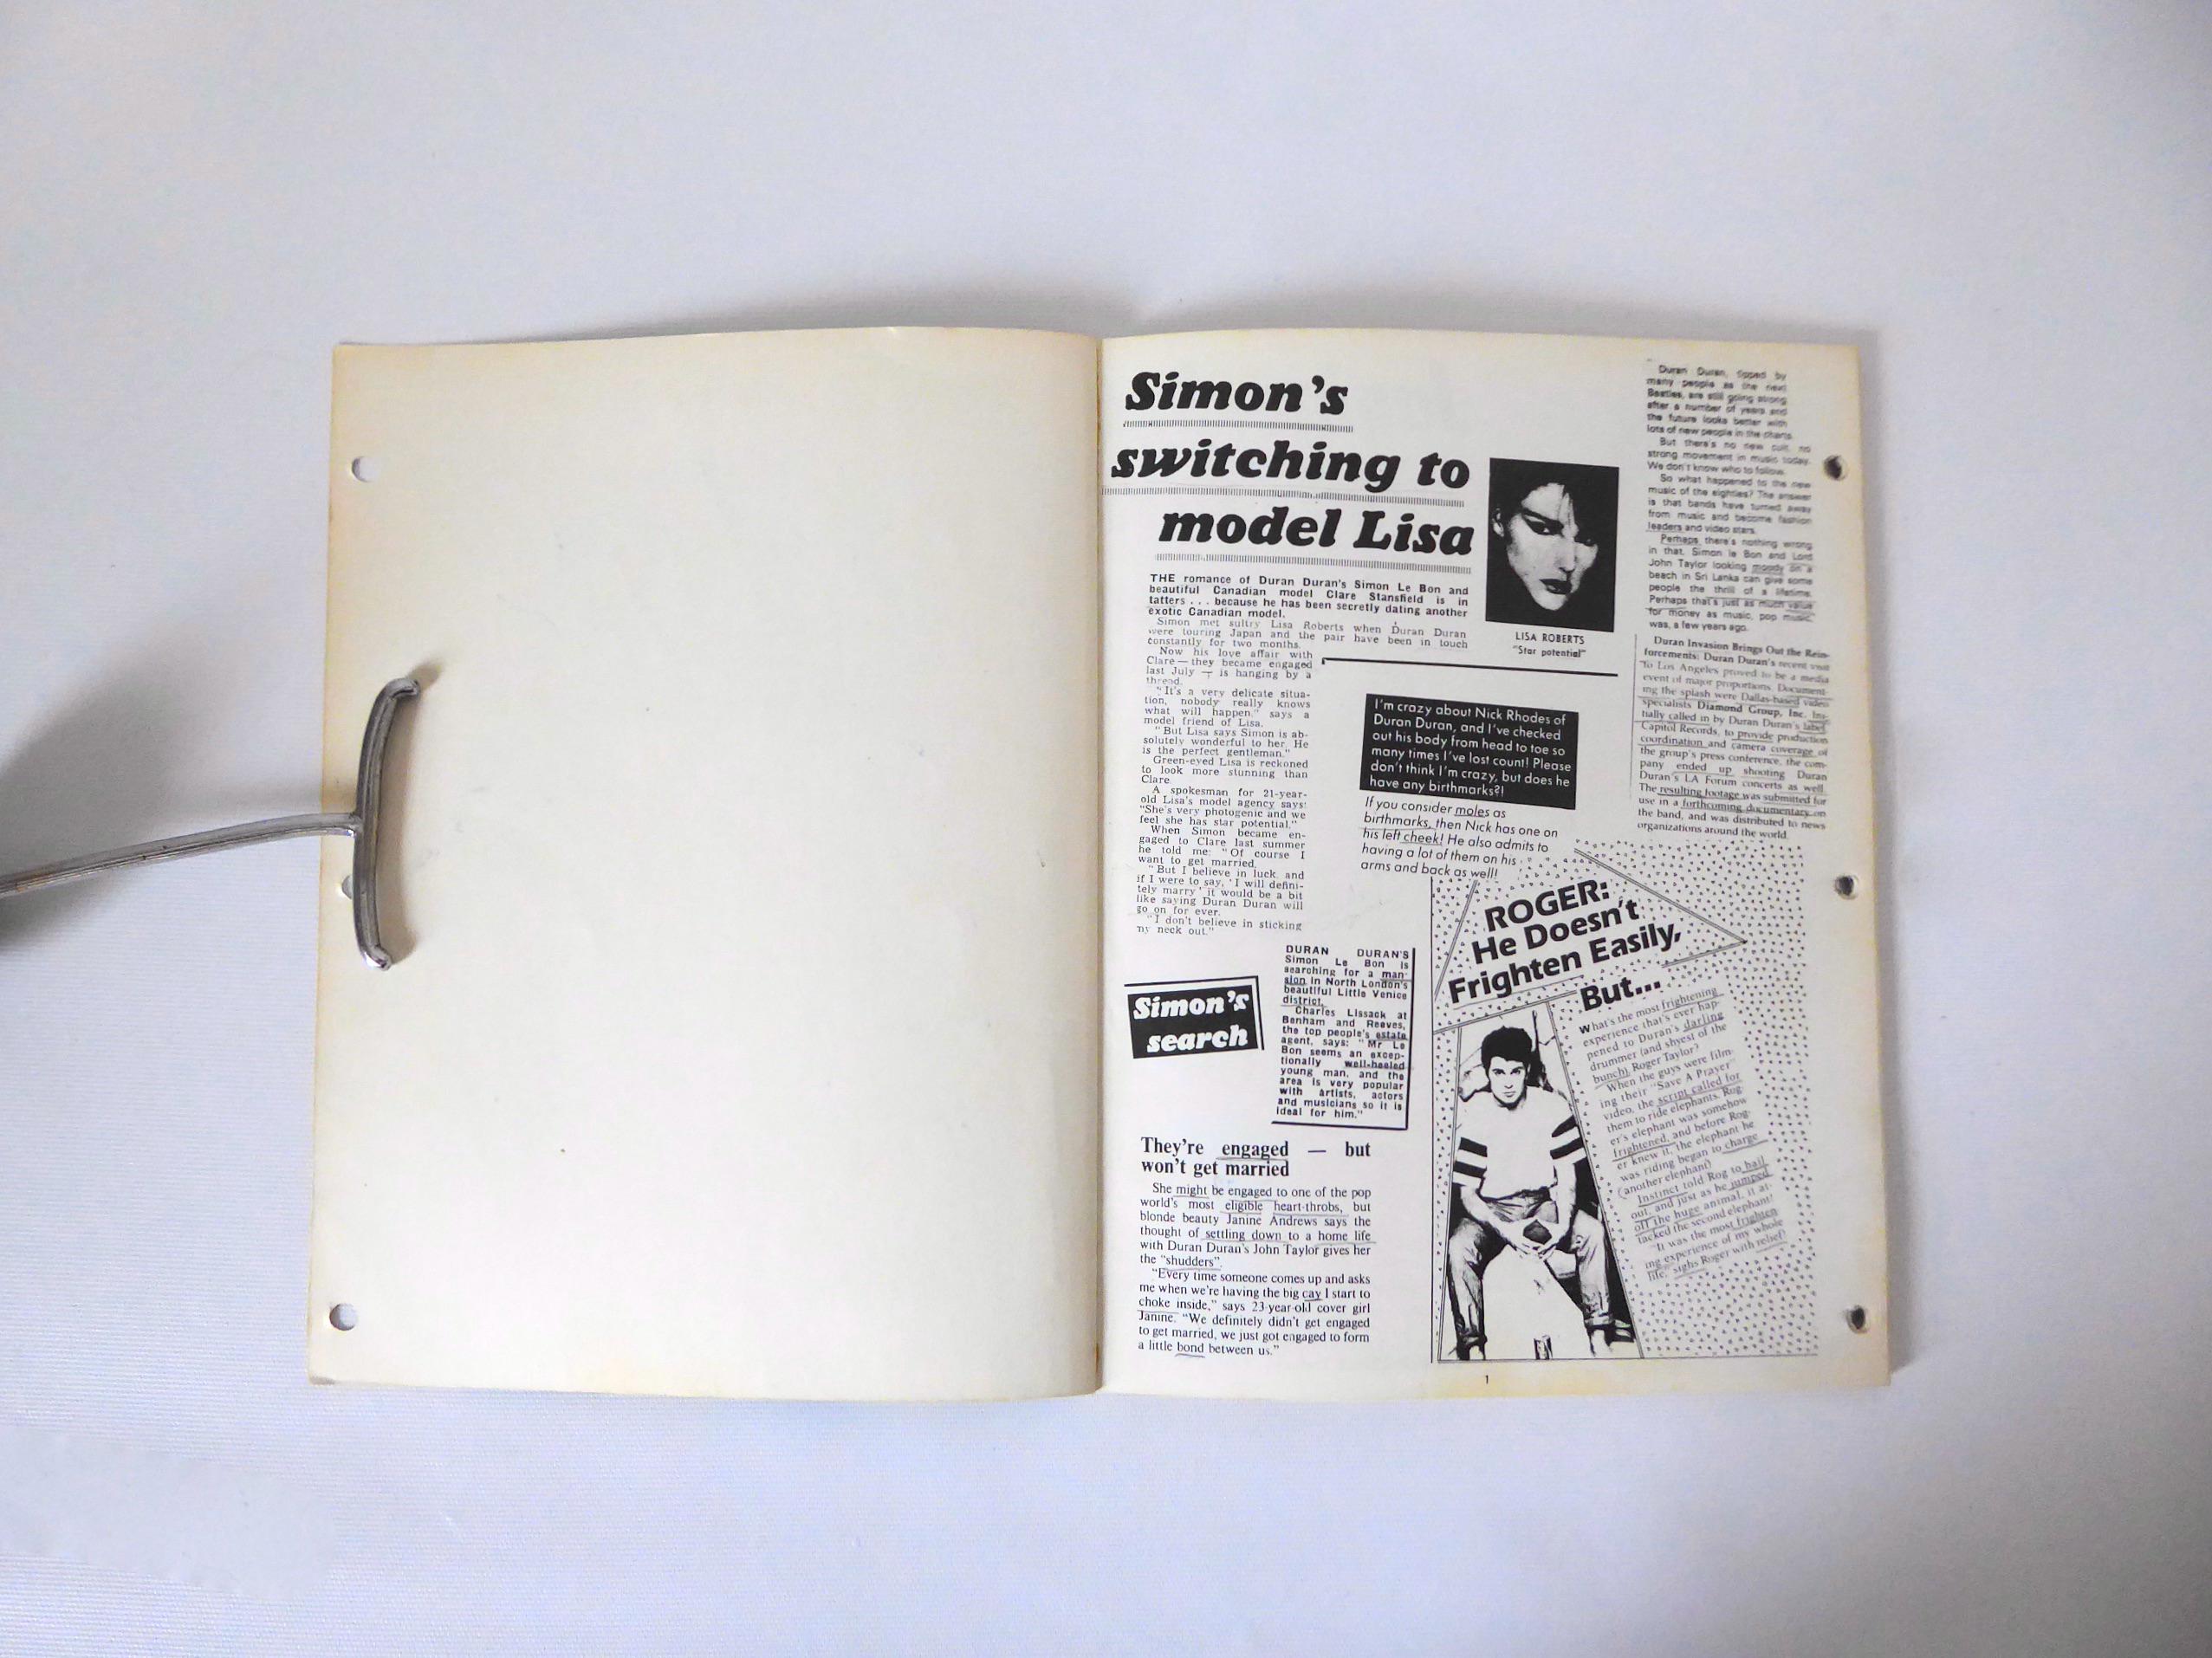 Simon's
switching to
model Lisa
THE romance of Duran Duran's Simon Le Bon and
beautiful Canadian model Clare Stansfield is in
tatters . . . because he has been secretly dating another
exotic Canadian model.
Simon met sultry Lisa Roberts when Duran Duran
were touring Japan and the pair have been in touch
constantly for two months.
Now his love affair with
Clare — they became engaged
last July — is hanging by a
thread.
"It's a very delicate situa-
tion, nobody really knows
what will happen," says a
model friend of Lisa.
"But Lisa says Simon is ab-
solutely wonderful to her. He
is the perfect gentleman."
Green-eyed Lisa is reckoned
to look more stunning than
Clare.
A spokesman for 21-year-
old Lisa's model agency says:
"She's very photogenic and we
feel she has star potential."
When Simon became en-
gaged to Clare last summer
he told me: "Of course I
want to get married.
"But I believe in luck, and
if I were to say, 'I will defini-
tely marry' it would be a bit
like saying Duran Duran will
go on for ever.
"I don't believe in sticking
my neck out."
LISA ROBERTS
"Star potential"
I'm crazy about Nick Rhodes of
Duran Duran, and I've checked
out his body from head to toe so
many times I've lost count! Please
don't think I'm crazy, but does he
have any birthmarks?!
If you consider moles as
birthmarks, then Nick has one on
his left cheek! He also admits to
having a lot of them on his
arms and back as well!
Simon's
search
DURAN DURAN'S
Simon Le Bon is
searching for a man-
sion in North London's
beautiful Little Venice
district.
Charles Lissack at
Benham and Reeves,
the top people's estate
agent, says: "Mr Le
Bon seems an excep-
tionally well-heeled
young man, and the
area is very popular
with artists, actors
and musicians so it is
ideal for him."
They're engaged — but
won't get married
She might be engaged to one of the pop
world's most eligible heart-throbs, but
blonde beauty Janine Andrews says the
thought of settling down to a home life
with Duran Duran's John Taylor gives her
the "shudders".
"Every time someone comes up and asks
me when we're having the big cay I start to
choke inside," says 23-year-old cover girl
Janine. "We definitely didn't get engaged
to get married, we just got engaged to form
a little bond between us."
Duran Duran, tipped by
many people as the next
Beatles, are still going strong
after a number of years and
the future looks better with
lots of new people in the charts.
But there's no new cult, no
strong movement in music today.
We don't know who to follow.
So what happened to the new
music of the eighties? The answer
is that bands have turned away
from music and become fashion
leaders and video stars.
Perhaps there's nothing wrong
in that. Simon le Bon and Lord
John Taylor looking moody on a
beach in Sri Lanka can give some
people the thrill of a lifetime.
Perhaps that's just as much value
for money as music, pop music,
was, a few years ago.
Duran Invasion Brings Out the Rein-
forcements: Duran Duran's recent visit
to Los Angeles proved to be a media
event of major proportions. Document-
ing the splash were Dallas-based video
specialists Diamond Group, Inc. Ini-
tially called in by Duran Duran's label,
Capitol Records, to provide production
coordination and camera coverage of
the group's press conference, the com-
pany ended up shooting Duran
Duran's LA Forum concerts as well.
The resulting footage was submitted for
use in a forthcoming documentary on
the band, and was distributed to news
organizations around the world.
ROGER:
He Doesn't
Frighten Easily,
But...
What's the most frightening
experience that's ever hap-
pened to Duran's darling
drummer (and shyest of the
bunch) Roger Taylor?
When the guys were film-
ing their "Save A Prayer"
video, the script called for
them to ride elephants. Rog-
er's elephant was somehow
frightened, and before Rog-
er knew it, the elephant he
was riding began to charge
(another elephant)
Instinct told Rog to bail
out, and just as he jumped
off the huge animal, it at-
tacked the second elephant!
"It was the most frighten-
ing experience of my whole
life," sighs Roger with relief!
1